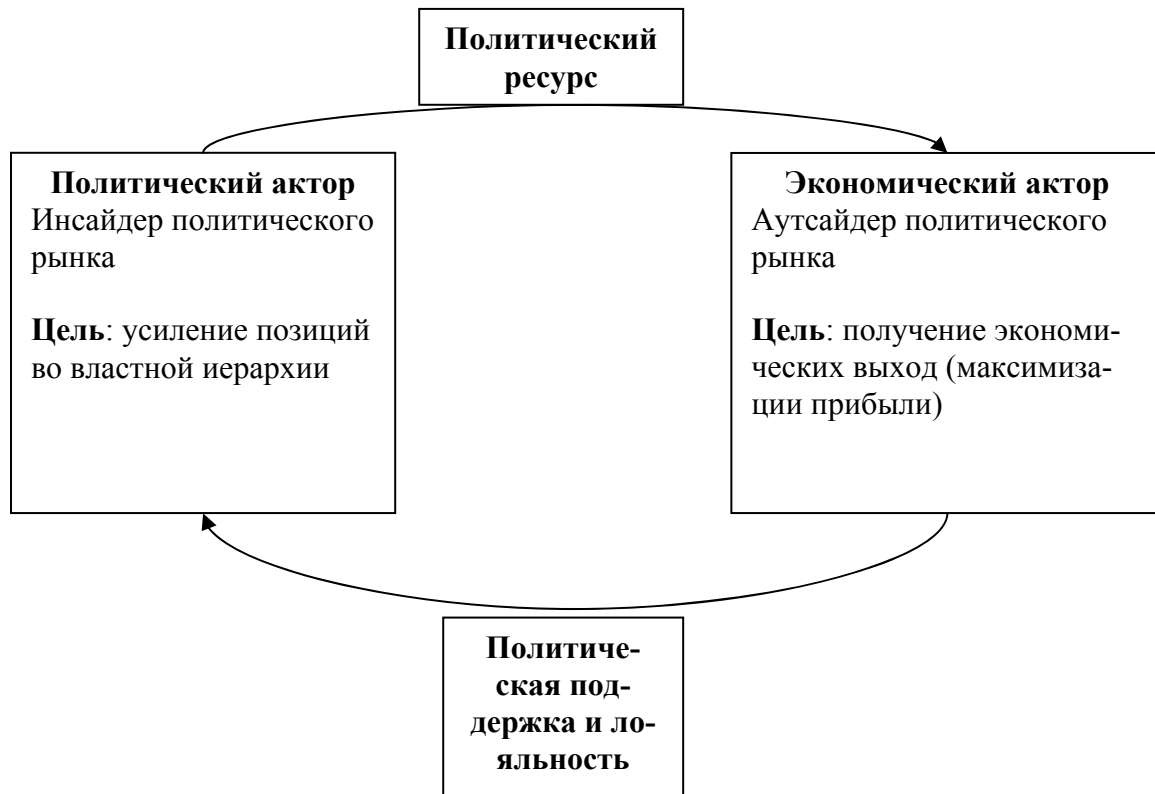 Политический
ресурс
Политический актор
Инсайдер политического
рынка
Цель: усиление позиций
во властной иерархии
Экономический актор
Аутсайдер политического
рынка
Цель: получение экономи-
ческих выход (максимиза-
ции прибыли)
Политиче-
ская под-
держка и ло-
яльность